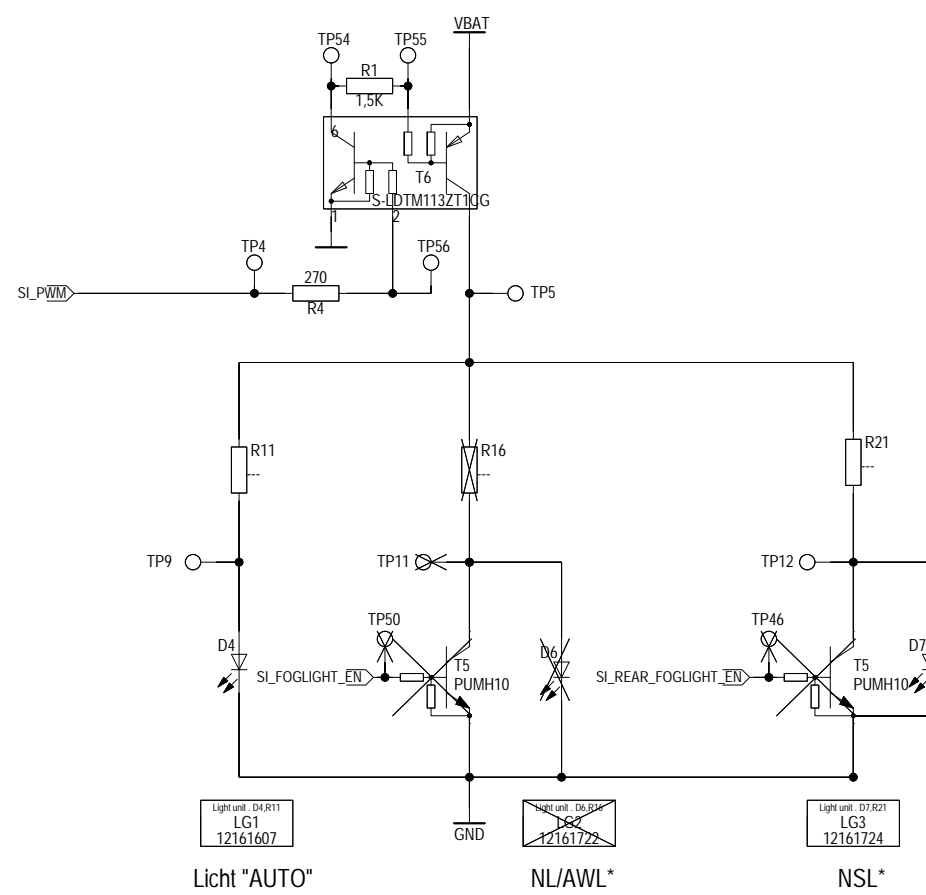 VBAT
TP54
TP55
R1
1,5K
6
T6
S-LDTM113ZT1CG
1
2
TP4
270
TP56
SI_PWM
R4
TP5
R11
---
R16
---
R21
---
TP9
TP11
TP12
TP50
TP46
D4
SI_FOGLIGHT_EN
T5
PUMH10
D6
SI_REAR_FOGLIGHT_EN
T5
PUMH10
D7
Light unit . D4,R11
LG1
12161607
GND
Light unit . D6,R16
LG2
12161722
Light unit . D7,R21
LG3
12161724
Licht "AUTO"
NL/AWL*
NSL*